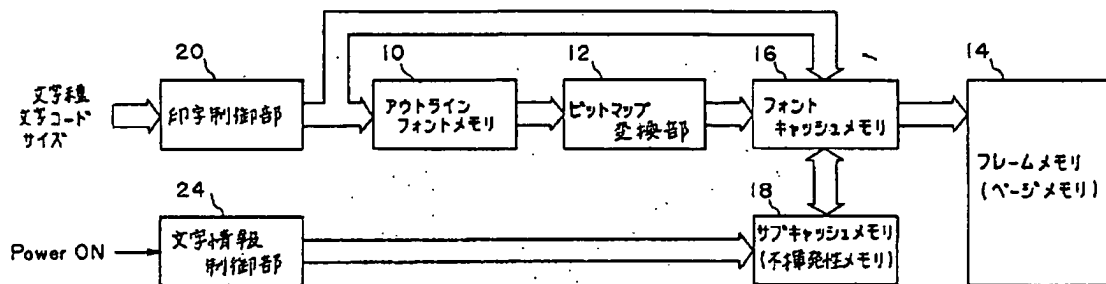 20
10
12
16
14
文字種
文字コード
サイズ
印字制御部
アウトライン
フォントメモリ
ビットマップ
変換部
フォント
キャッシュメモリ
フレームメモリ
(ページメモリ)
24
18
Power ON
文字情報
制御部
サブキャッシュメモリ
(不揮発性メモリ)